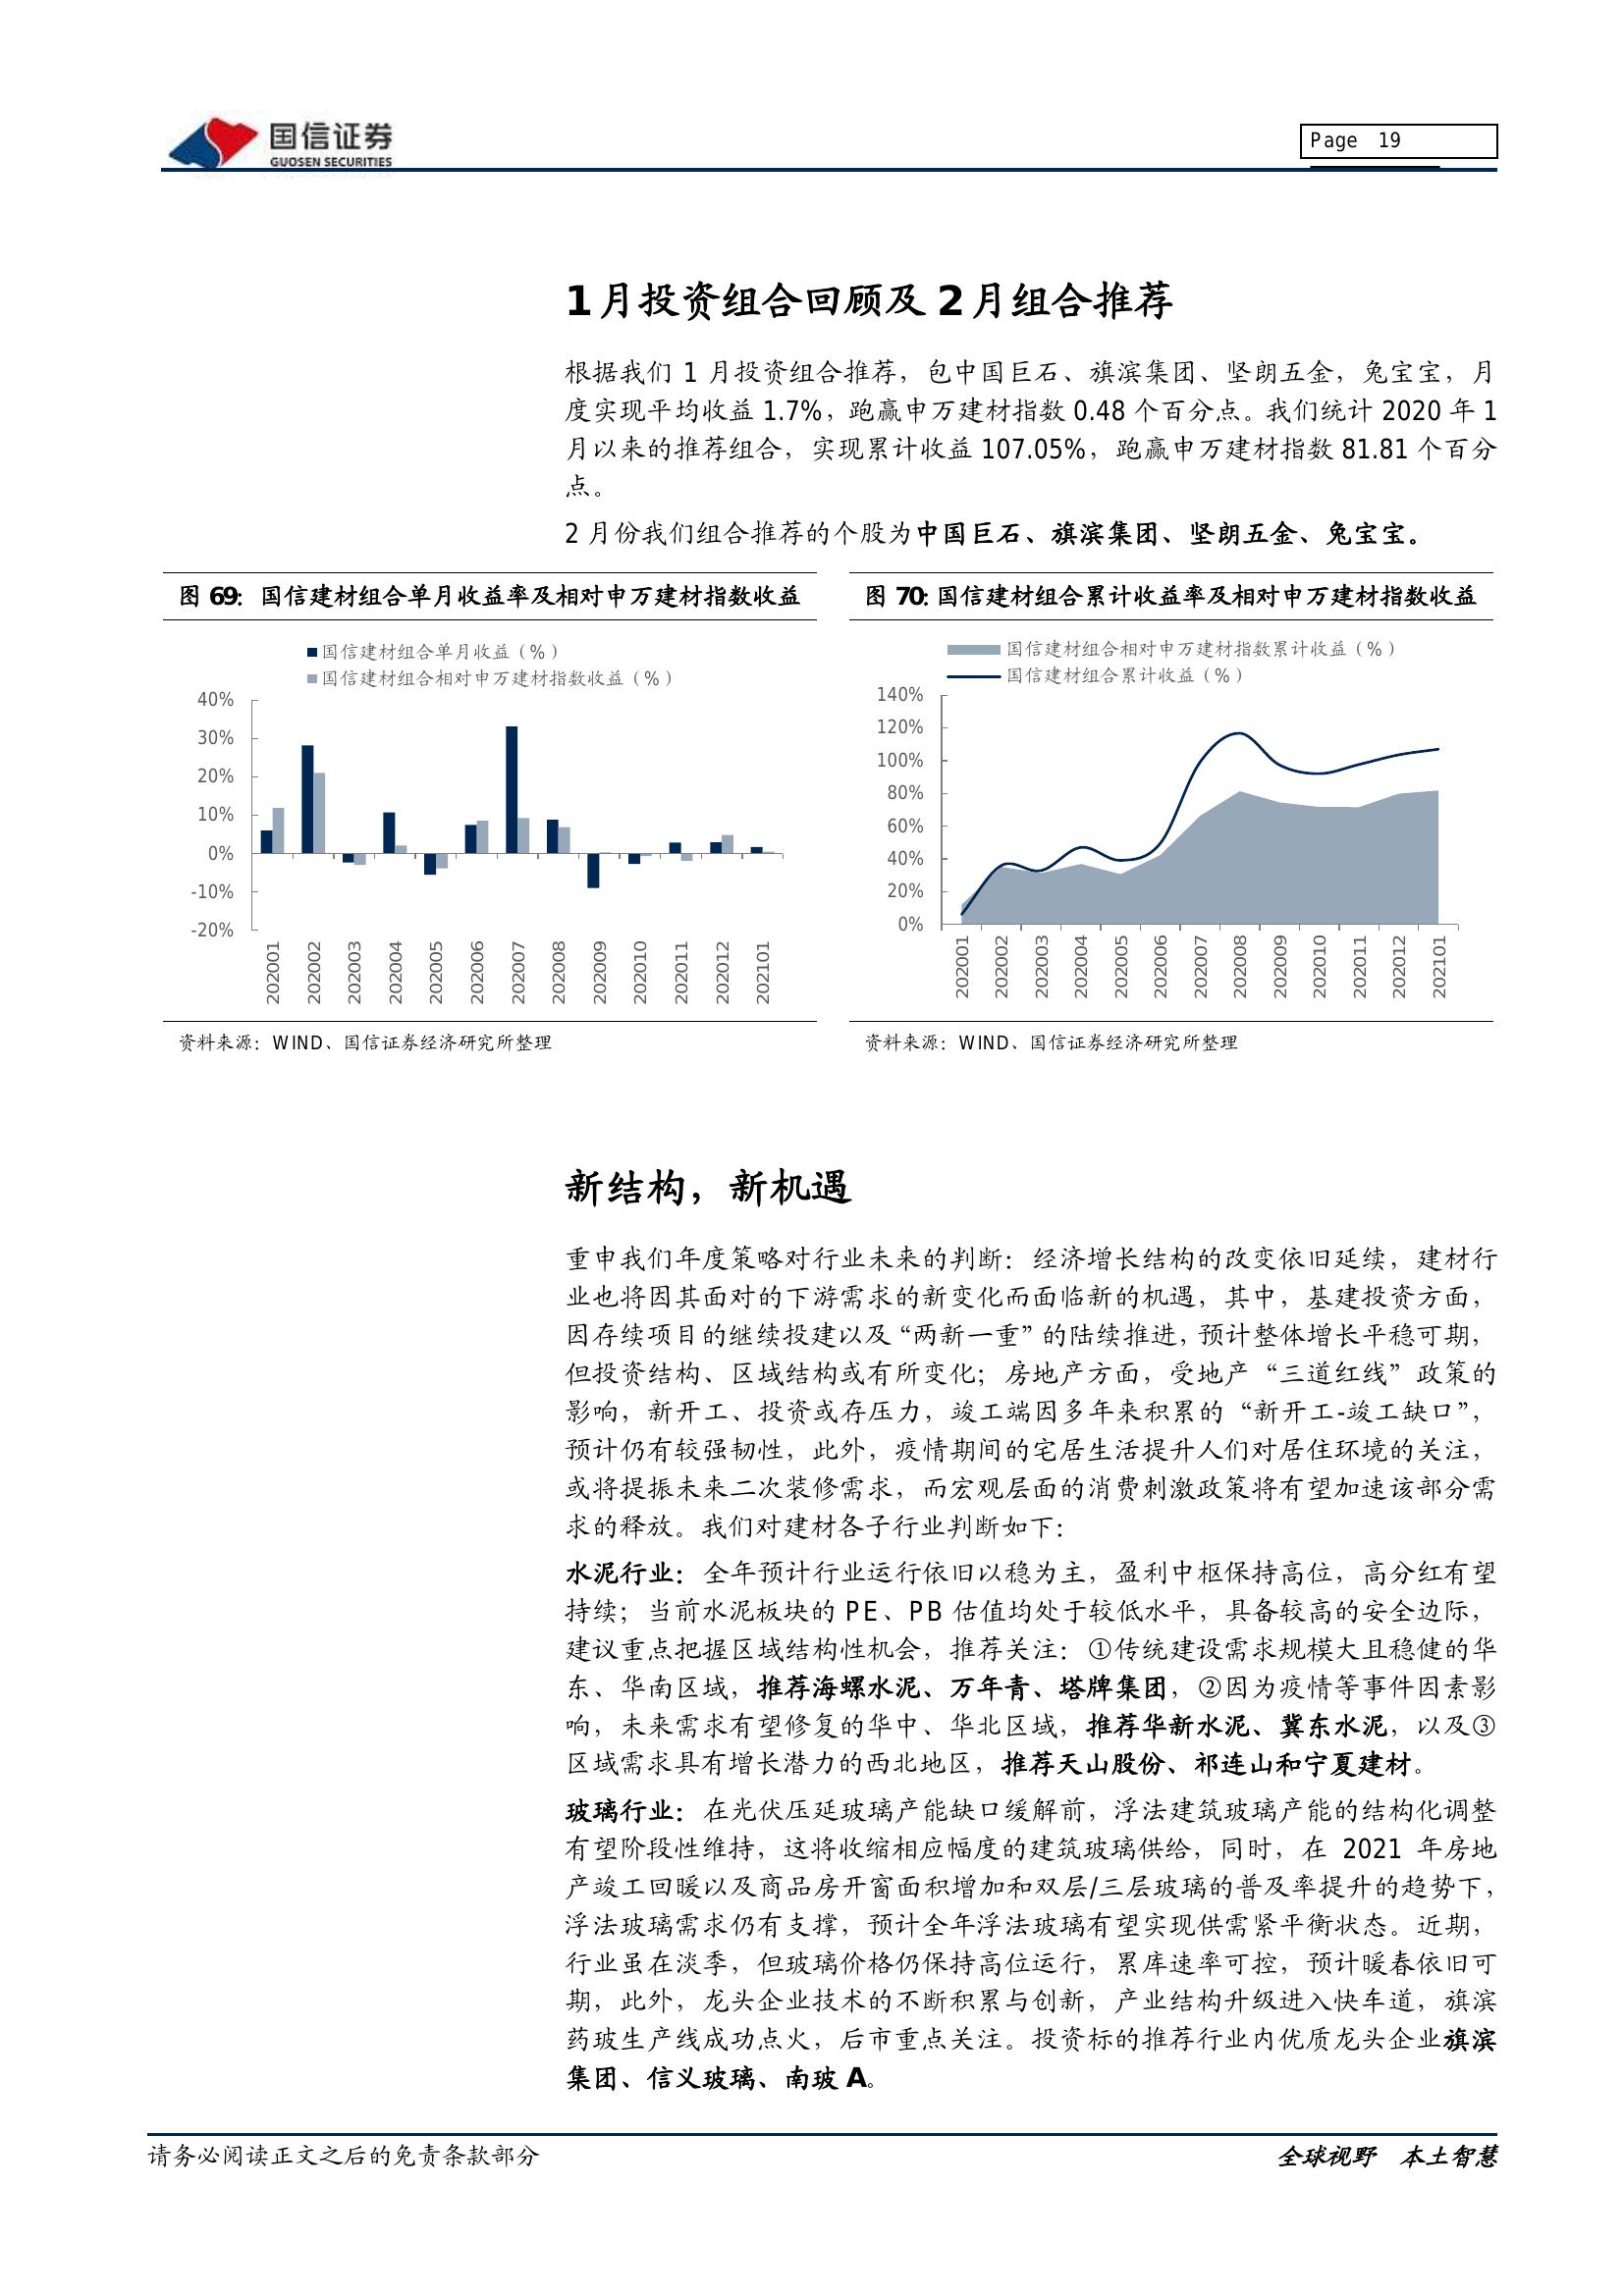 国信证券
GUOSEN SECURITIES
Page 19
1月投资组合回顾及2月组合推荐
根据我们 1 月投资组合推荐，包中国巨石、旗滨集团、坚朗五金，兔宝宝，月
度实现平均收益 1.7%，跑赢申万建材指数 0.48 个百分点。我们统计 2020 年 1
月以来的推荐组合，实现累计收益 107.05%，跑赢申万建材指数 81.81 个百分
点。
2 月份我们组合推荐的个股为中国巨石、旗滨集团、坚朗五金、兔宝宝。
图 69：国信建材组合单月收益率及相对申万建材指数收益
国信建材组合单月收益（%）
国信建材组合相对申万建材指数收益（%）
40%
30%
20%
10%
0%
-10%
-20%
202001
202002
202003
202004
202005
202006
202007
202008
202009
202010
202011
202012
202101
资料来源：WIND、国信证券经济研究所整理
图 70：国信建材组合累计收益率及相对申万建材指数收益
国信建材组合相对申万建材指数累计收益（%）
国信建材组合累计收益（%）
140%
120%
100%
80%
60%
40%
20%
0%
202001
202002
202003
202004
202005
202006
202007
202008
202009
202010
202011
202012
202101
资料来源：WIND、国信证券经济研究所整理
新结构，新机遇
重申我们年度策略对行业未来的判断：经济增长结构的改变依旧延续，建材行
业也将因其面对的下游需求的新变化而面临新的机遇，其中，基建投资方面，
因存续项目的继续投建以及“两新一重”的陆续推进，预计整体增长平稳可期，
但投资结构、区域结构或有所变化；房地产方面，受地产“三道红线”政策的
影响，新开工、投资或存压力，竣工端因多年来积累的“新开工-竣工缺口”，
预计仍有较强韧性，此外，疫情期间的宅居生活提升人们对居住环境的关注，
或将提振未来二次装修需求，而宏观层面的消费刺激政策将有望加速该部分需
求的释放。我们对建材各子行业判断如下：
水泥行业：全年预计行业运行依旧以稳为主，盈利中枢保持高位，高分红有望
持续；当前水泥板块的 PE、PB 估值均处于较低水平，具备较高的安全边际，
建议重点把握区域结构性机会，推荐关注：①传统建设需求规模大且稳健的华
东、华南区域，推荐海螺水泥、万年青、塔牌集团，②因为疫情等事件因素影
响，未来需求有望修复的华中、华北区域，推荐华新水泥、冀东水泥，以及③
区域需求具有增长潜力的西北地区，推荐天山股份、祁连山和宁夏建材。
玻璃行业：在光伏压延玻璃产能缺口缓解前，浮法建筑玻璃产能的结构化调整
有望阶段性维持，这将收缩相应幅度的建筑玻璃供给，同时，在 2021 年房地
产竣工回暖以及商品房开窗面积增加和双层/三层玻璃的普及率提升的趋势下，
浮法玻璃需求仍有支撑，预计全年浮法玻璃有望实现供需紧平衡状态。近期，
行业虽在淡季，但玻璃价格仍保持高位运行，累库速率可控，预计暖春依旧可
期，此外，龙头企业技术的不断积累与创新，产业结构升级进入快车道，旗滨
药玻生产线成功点火，后市重点关注。投资标的推荐行业内优质龙头企业旗滨
集团、信义玻璃、南玻 A。
请务必阅读正文之后的免责条款部分
全球视野 本土智慧